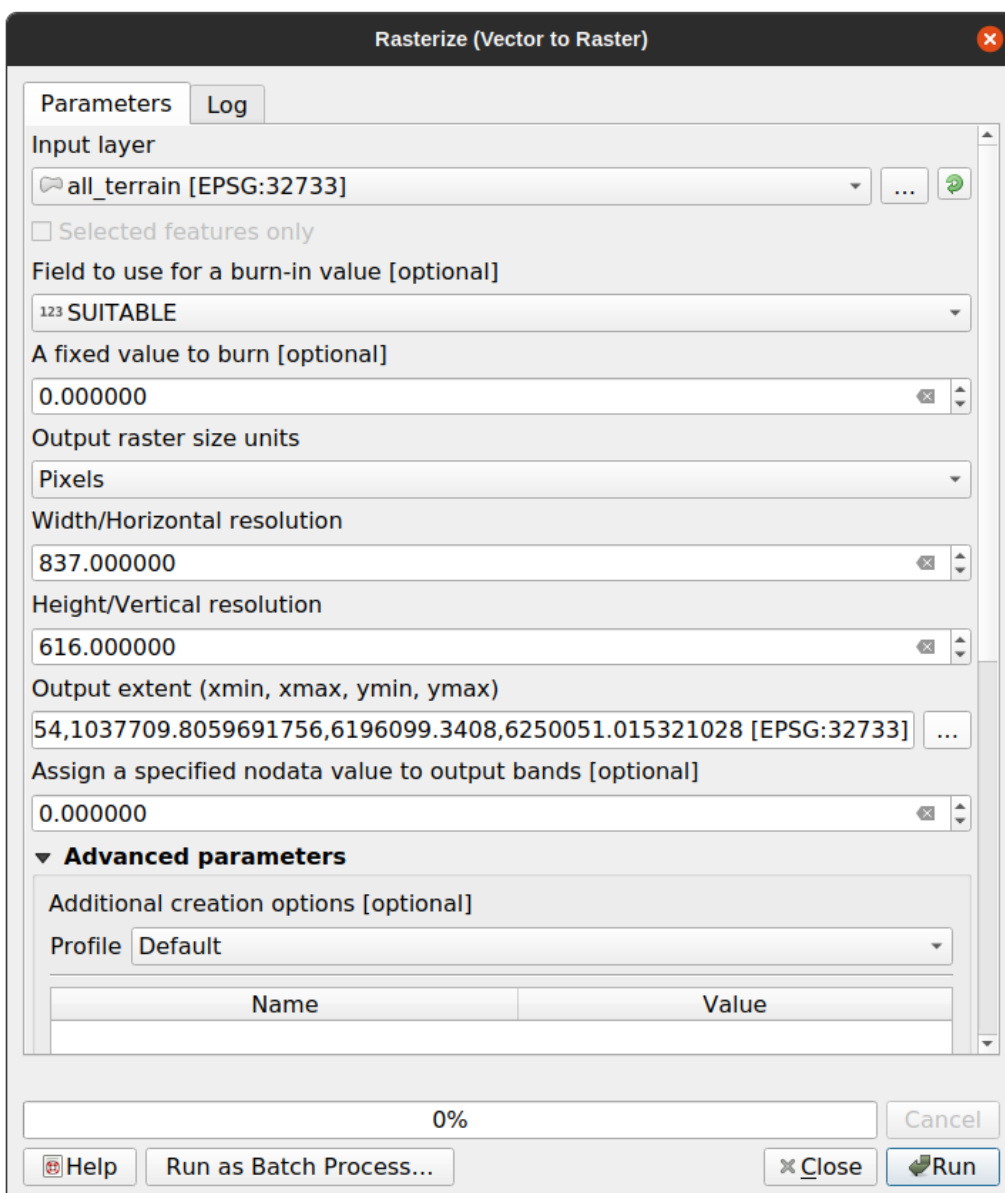 Rasterize (Vector to Raster)
Parameters Log
Input layer
all_terrain [EPSG:32733] ...
Selected features only
Field to use for a burn-in value [optional]
123 SUITABLE
A fixed value to burn [optional]
0.000000
Output raster size units
Pixels
Width/Horizontal resolution
837.000000
Height/Vertical resolution
616.000000
Output extent (xmin, xmax, ymin, ymax)
54,1037709.8059691756,6196099.3408,6250051.015321028 [EPSG:32733] ...
Assign a specified nodata value to output bands [optional]
0.000000
Advanced parameters
Additional creation options [optional]
Profile Default
Name Value
0% Cancel
Help Run as Batch Process... Close Run